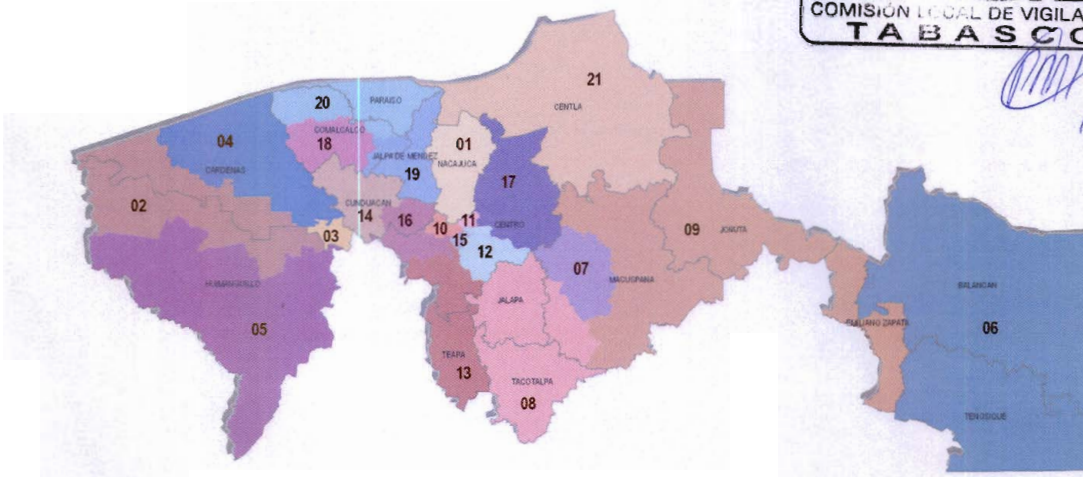 COMISIÓN LOCAL DE VIGILA
TABASCO
21
CENTLA
20
PARAISO
COMALCALCO
04
18
01
CARDENAS
JALPA DE MENDEZ
NACAJUCA
19
17
02
CUNDUACAN
14
16
10
11
CENTRO
03
15
12
09
JONUTA
07
MACUSPANA
HUIMANGUILLO
JALAPA
BALANCAN
EMILIANO ZAPATA
06
05
TEAPA
13
TACOTALPA
08
TENOSIQUE